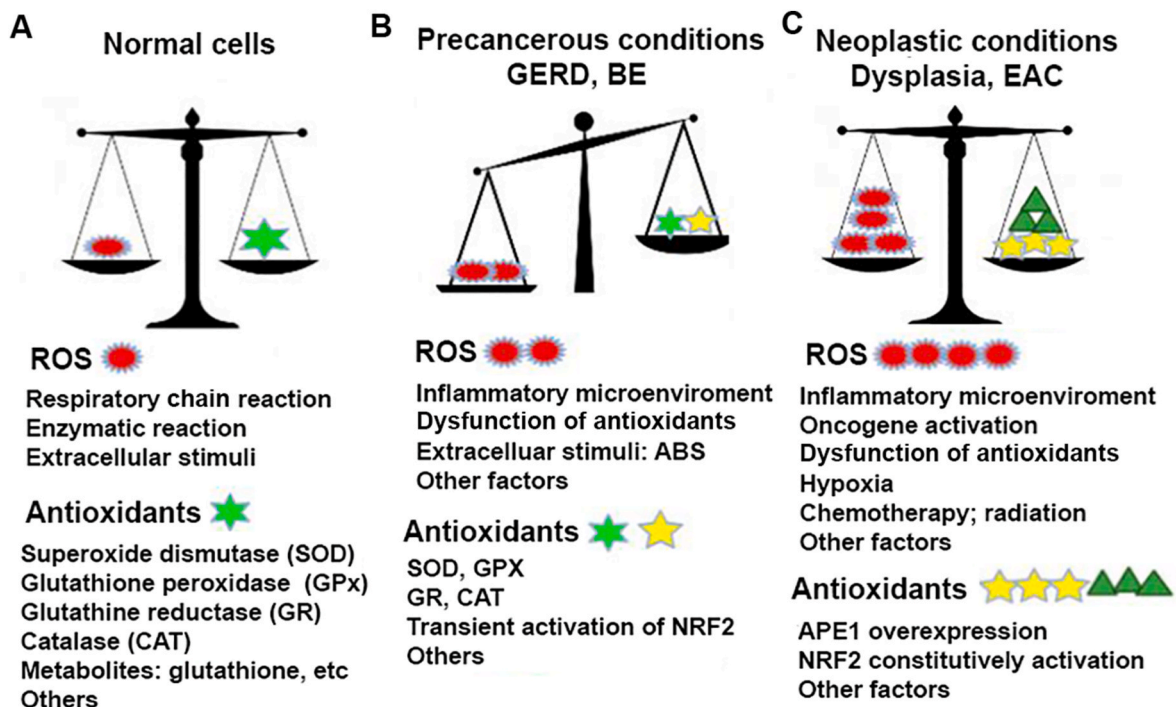 A
Normal cells
ROS
Respiratory chain reaction
Enzymatic reaction
Extracellular stimuli
Antioxidants
Superoxide dismutase (SOD)
Glutathione peroxidase (GPx)
Glutathine reductase (GR)
Catalase (CAT)
Metabolites: glutathione, etc
Others
B
Precancerous conditions
GERD, BE
ROS
Inflammatory microenviroment
Dysfunction of antioxidants
Extracelluar stimuli: ABS
Other factors
Antioxidants
SOD, GPX
GR, CAT
Transient activation of NRF2
Others
C
Neoplastic conditions
Dysplasia, EAC
ROS
Inflammatory microenviroment
Oncogene activation
Dysfunction of antioxidants
Hypoxia
Chemotherapy; radiation
Other factors
Antioxidants
APE1 overexpression
NRF2 constitutively activation
Other factors